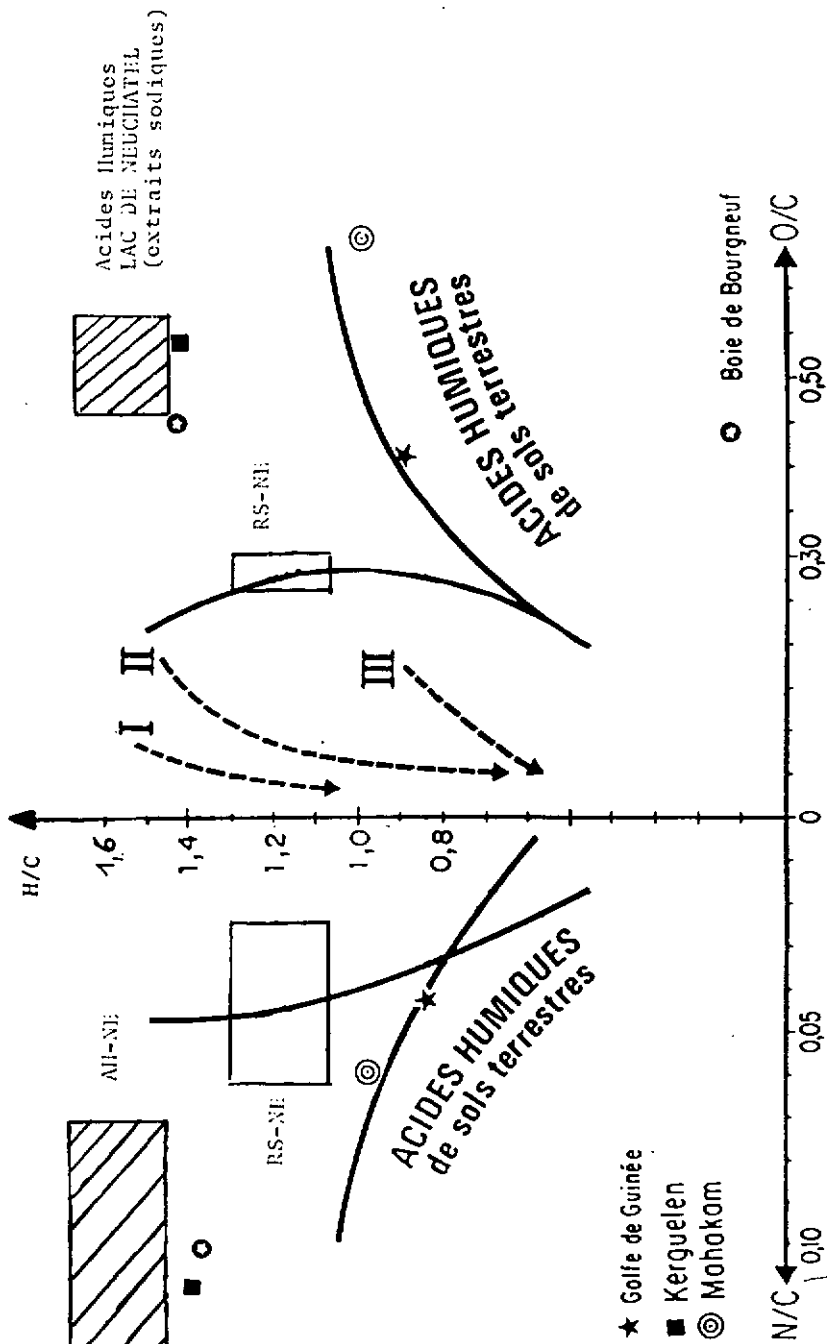 H/C
1,6
1,4
1,2
1,0
0,8
I
II
III
AH-NE
RS-NE
RS-NE
Acides Humiques
LAC DE NEUCHATEL
(extraits sodiques)
ACIDES HUMIQUES
de sols terrestres
ACIDES HUMIQUES
de sols terrestres
N/C
0,10
0,05
0
0,30
0,50
O/C
★ Golfe de Guinée
■ Kerguelen
◎ Mahakam
✪ Baie de Bourgneuf